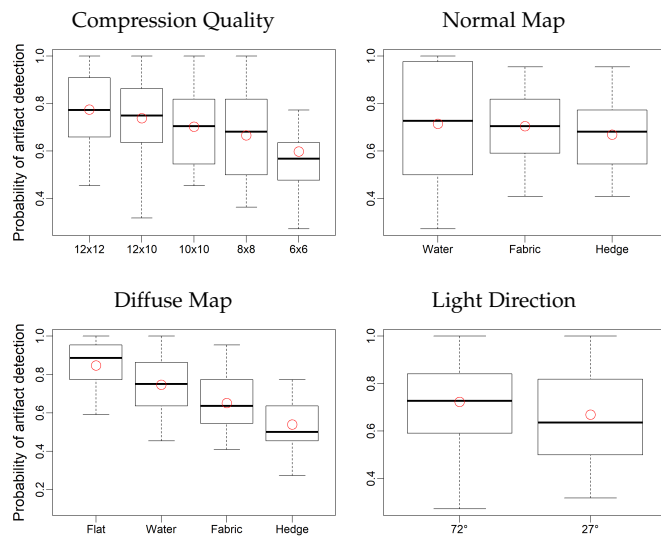 Compression Quality
Probability of artifact detection
1.0
0.8
0.6
0.4
12x12 12x10 10x10 8x8 6x6
Normal Map
1.0
0.8
0.6
0.4
Water Fabric Hedge
Diffuse Map
Probability of artifact detection
1.0
0.8
0.6
0.4
0.2
Flat Water Fabric Hedge
Light Direction
1.0
0.8
0.6
0.4
72° 27°